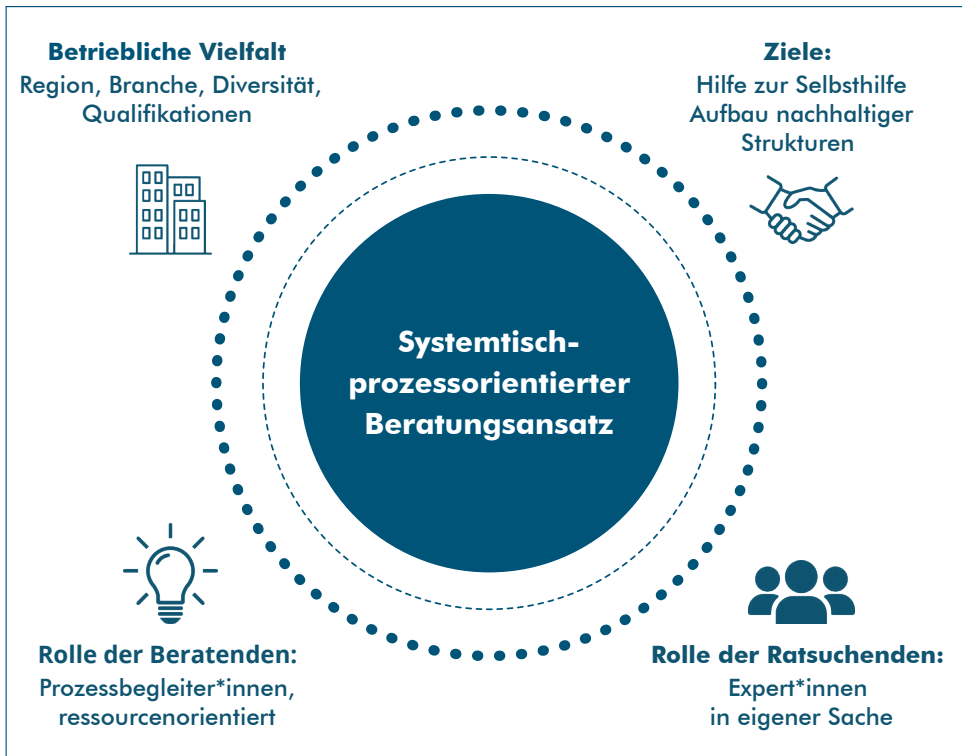 Betriebliche Vielfalt
Region, Branche, Diversität,
Qualifikationen
Ziele:
Hilfe zur Selbsthilfe
Aufbau nachhaltiger
Strukturen
Systemtisch-
prozessorientierter
Beratungsansatz
Rolle der Beratenden:
Prozessbegleiter*innen,
ressourcenorientiert
Rolle der Ratsuchenden:
Expert*innen
in eigener Sache